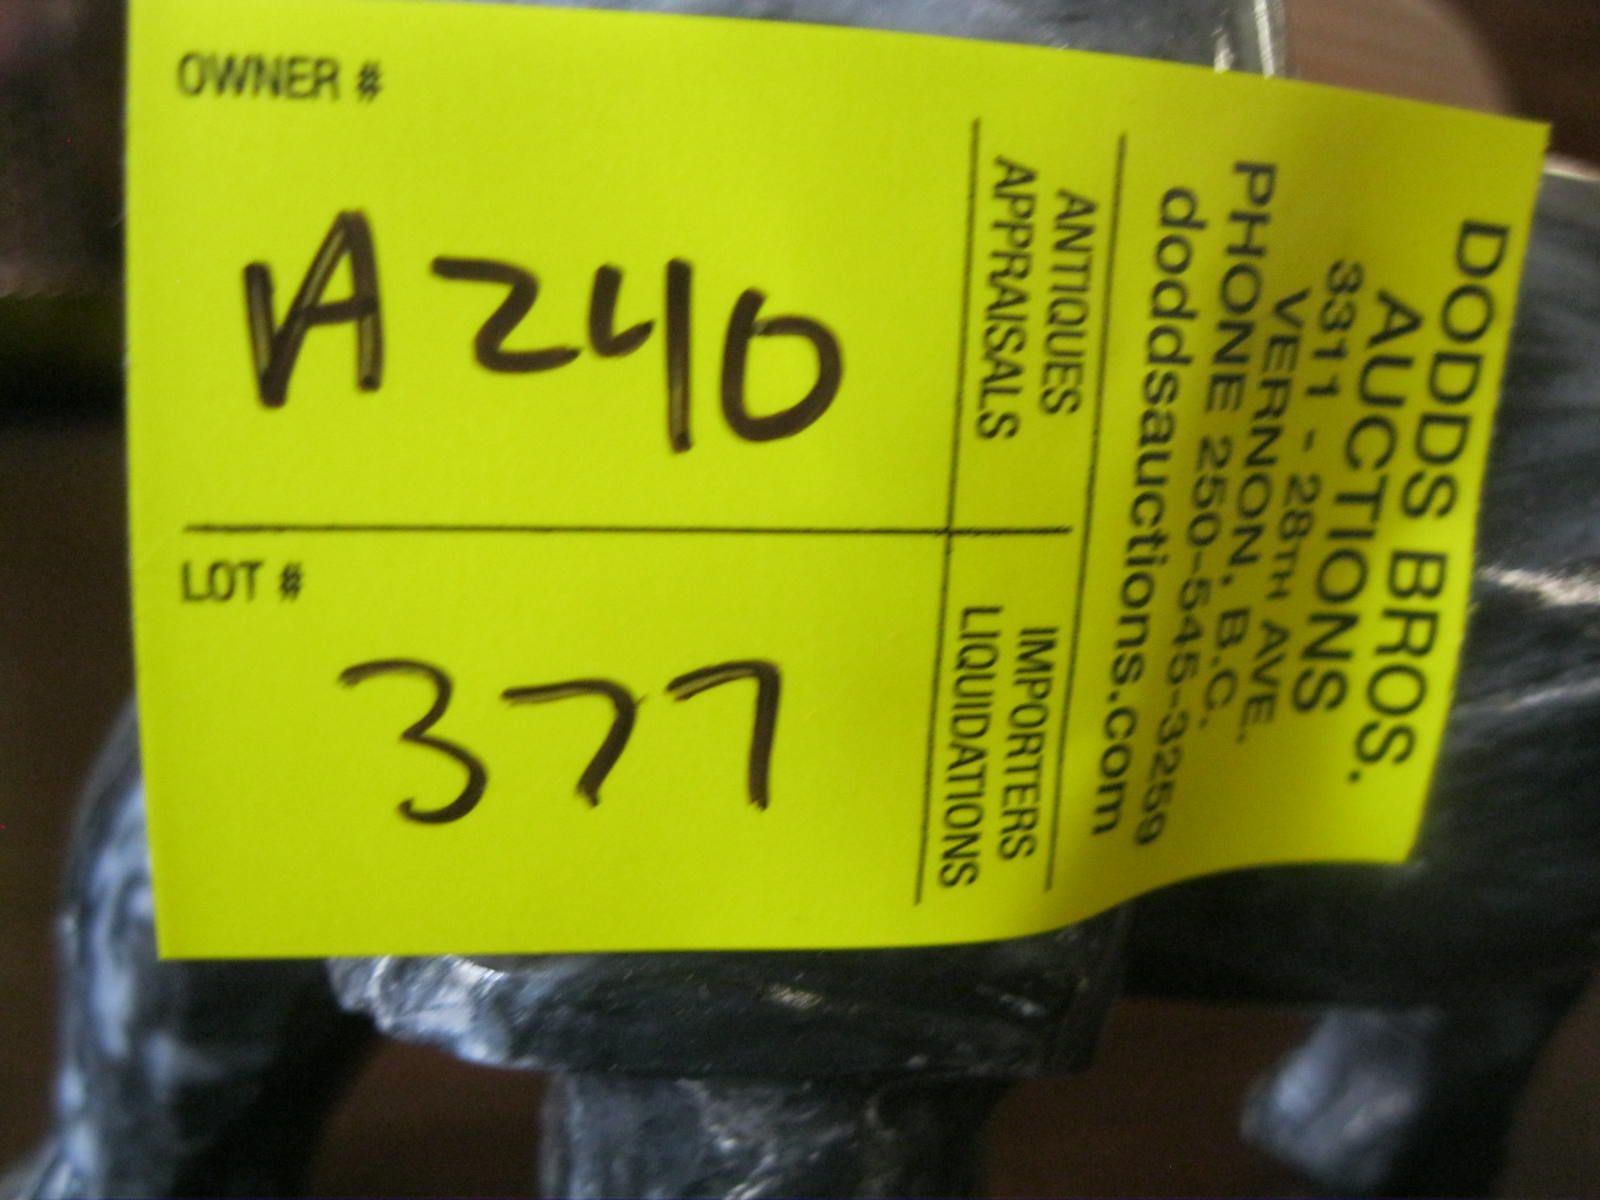 OWNER #
A240
LOT #
377
ANTIQUES
APPRAISALS
IMPORTERS
LIQUIDATIONS
DODDS BROS.
AUCTIONS
3311 - 28TH AVE.
VERNON, B.C.
PHONE 250-545-3259
doddsauctions.com